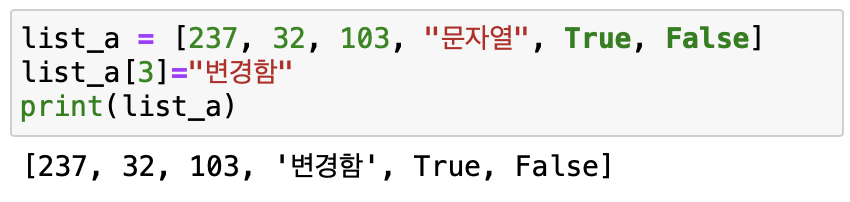 list_a = [237, 32, 103, "문자열", True, False]
list_a[3]="변경함"
print(list_a)
[237, 32, 103, '변경함', True, False]